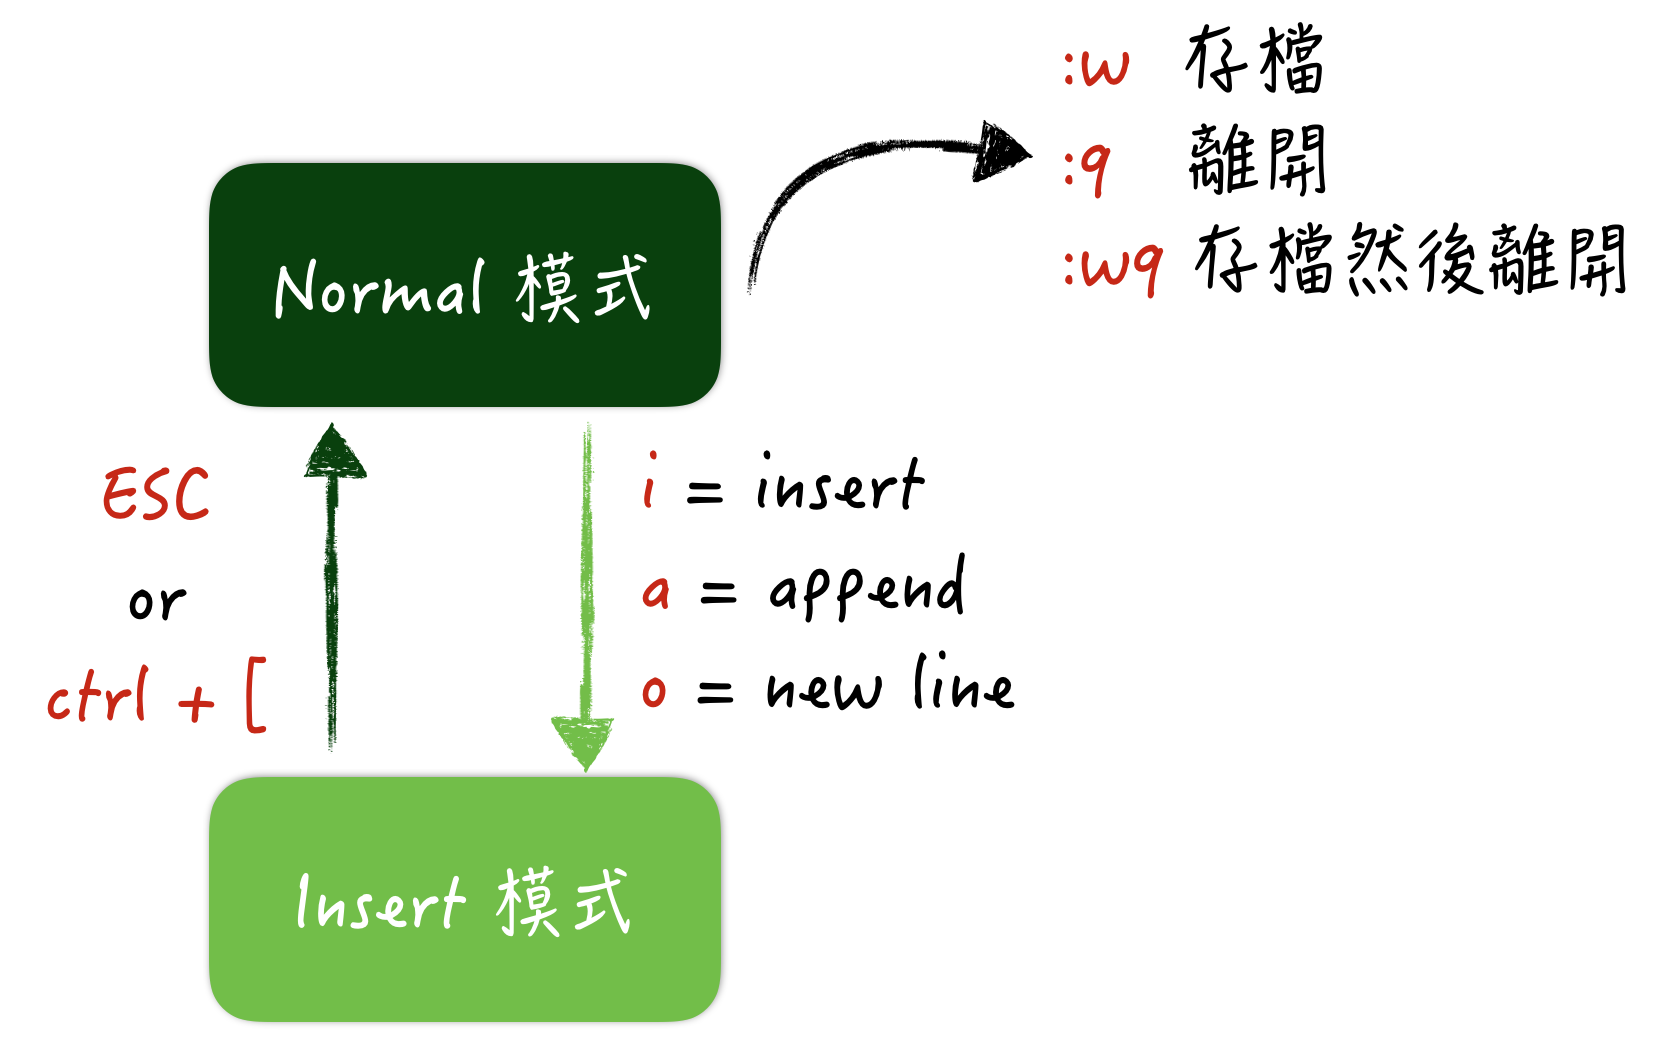 :w 存檔
:q 離開
:wq 存檔然後離開
Normal 模式
ESC
or
ctrl + [
i = insert
a = append
o = new line
Insert 模式